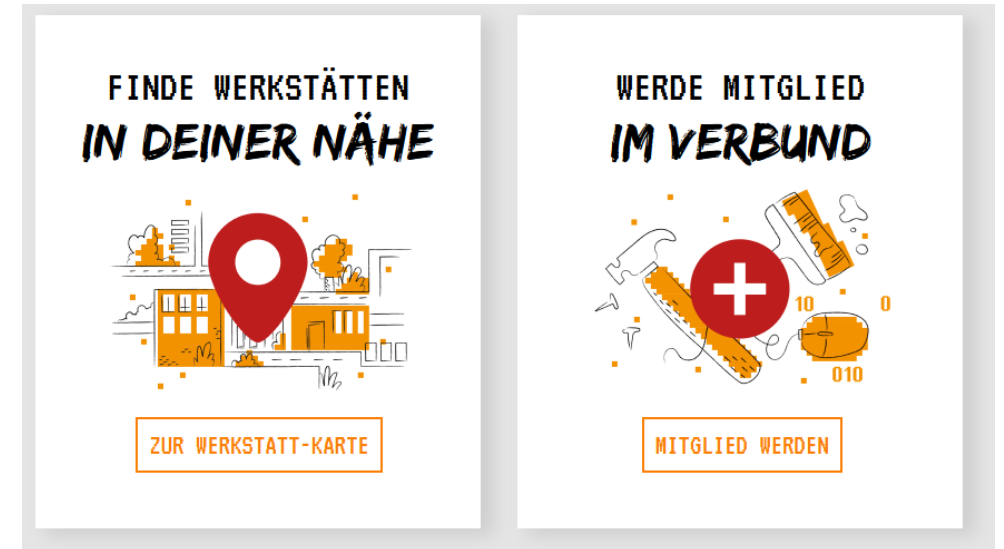 FINDE WERKSTÄTTEN
IN DEINER NÄHE
ZUR WERKSTATT-KARTE
WERDE MITGLIED
IM VERBUND
10 0
010
MITGLIED WERDEN